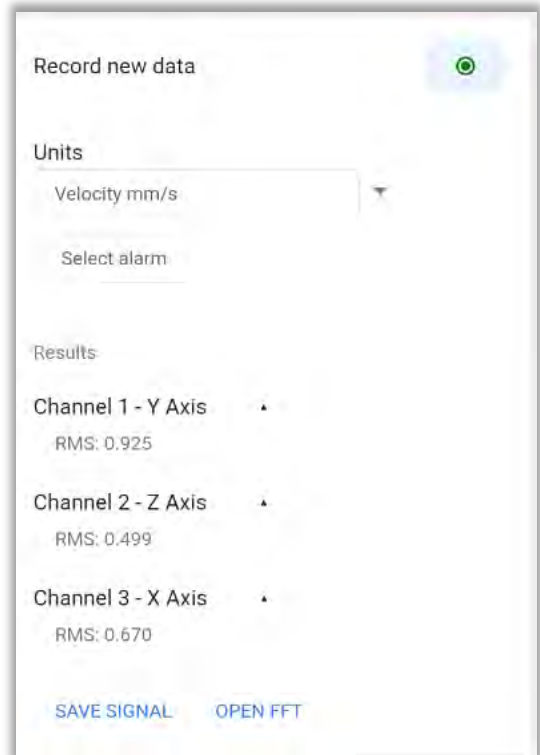 Record new data
Units
Velocity mm/s
Select alarm
Results
Channel 1 - Y Axis
RMS: 0.925
Channel 2 - Z Axis
RMS: 0.499
Channel 3 - X Axis
RMS: 0.670
SAVE SIGNAL OPEN FFT